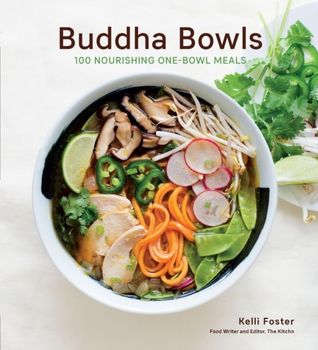 Buddha Bowls
100 NOURISHING ONE-BOWL MEALS
Kelli Foster
Food Writer and Editor, The Kitchn